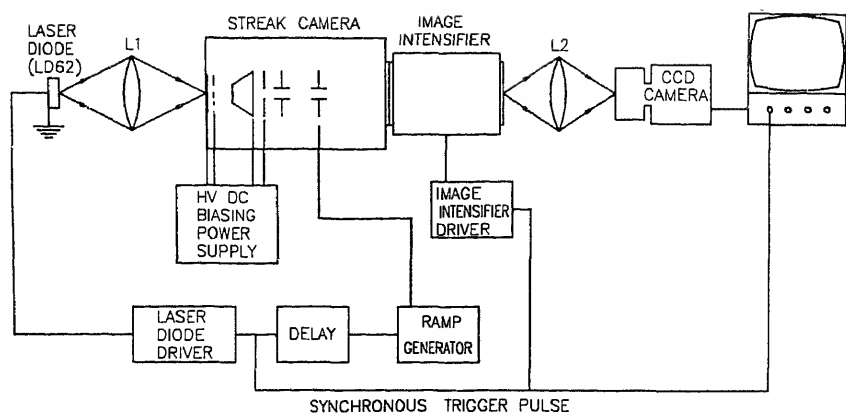 LASER
DIODE
(LD62)
L1
STREAK CAMERA
IMAGE
INTENSIFIER
L2
CCD
CAMERA
HV DC
BIASING
POWER
SUPPLY
IMAGE
INTENSIFIER
DRIVER
LASER
DIODE
DRIVER
DELAY
RAMP
GENERATOR
SYNCHRONOUS TRIGGER PULSE